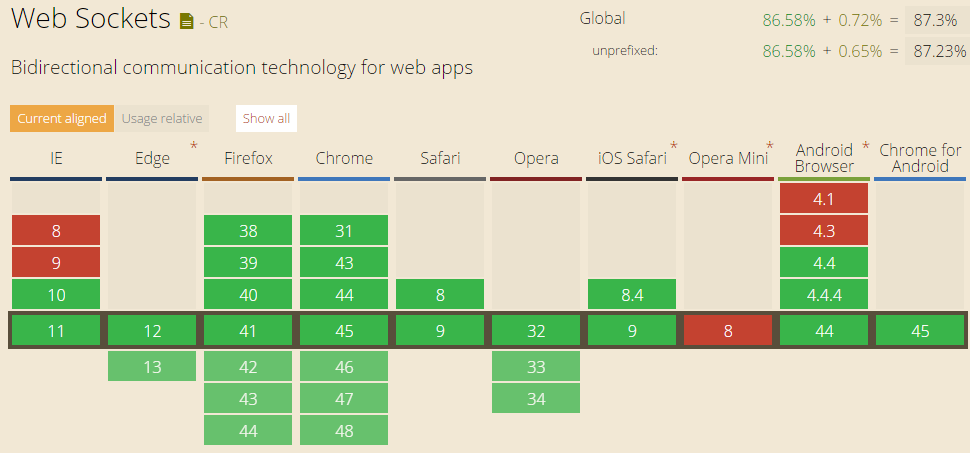 Web Sockets - CR
Global 86.58% + 0.72% = 87.3%
unprefixed: 86.58% + 0.65% = 87.23%
Bidirectional communication technology for web apps
Current aligned Usage relative Show all
IE Edge * Firefox Chrome Safari Opera iOS Safari * Opera Mini * Android Browser * Chrome for Android
4.1
8 38 31 4.3
9 39 43 4.4
10 40 44 8 8.4 4.4.4
11 12 41 45 9 32 9 8 44 45
13 42 46 33
43 47 34
44 48